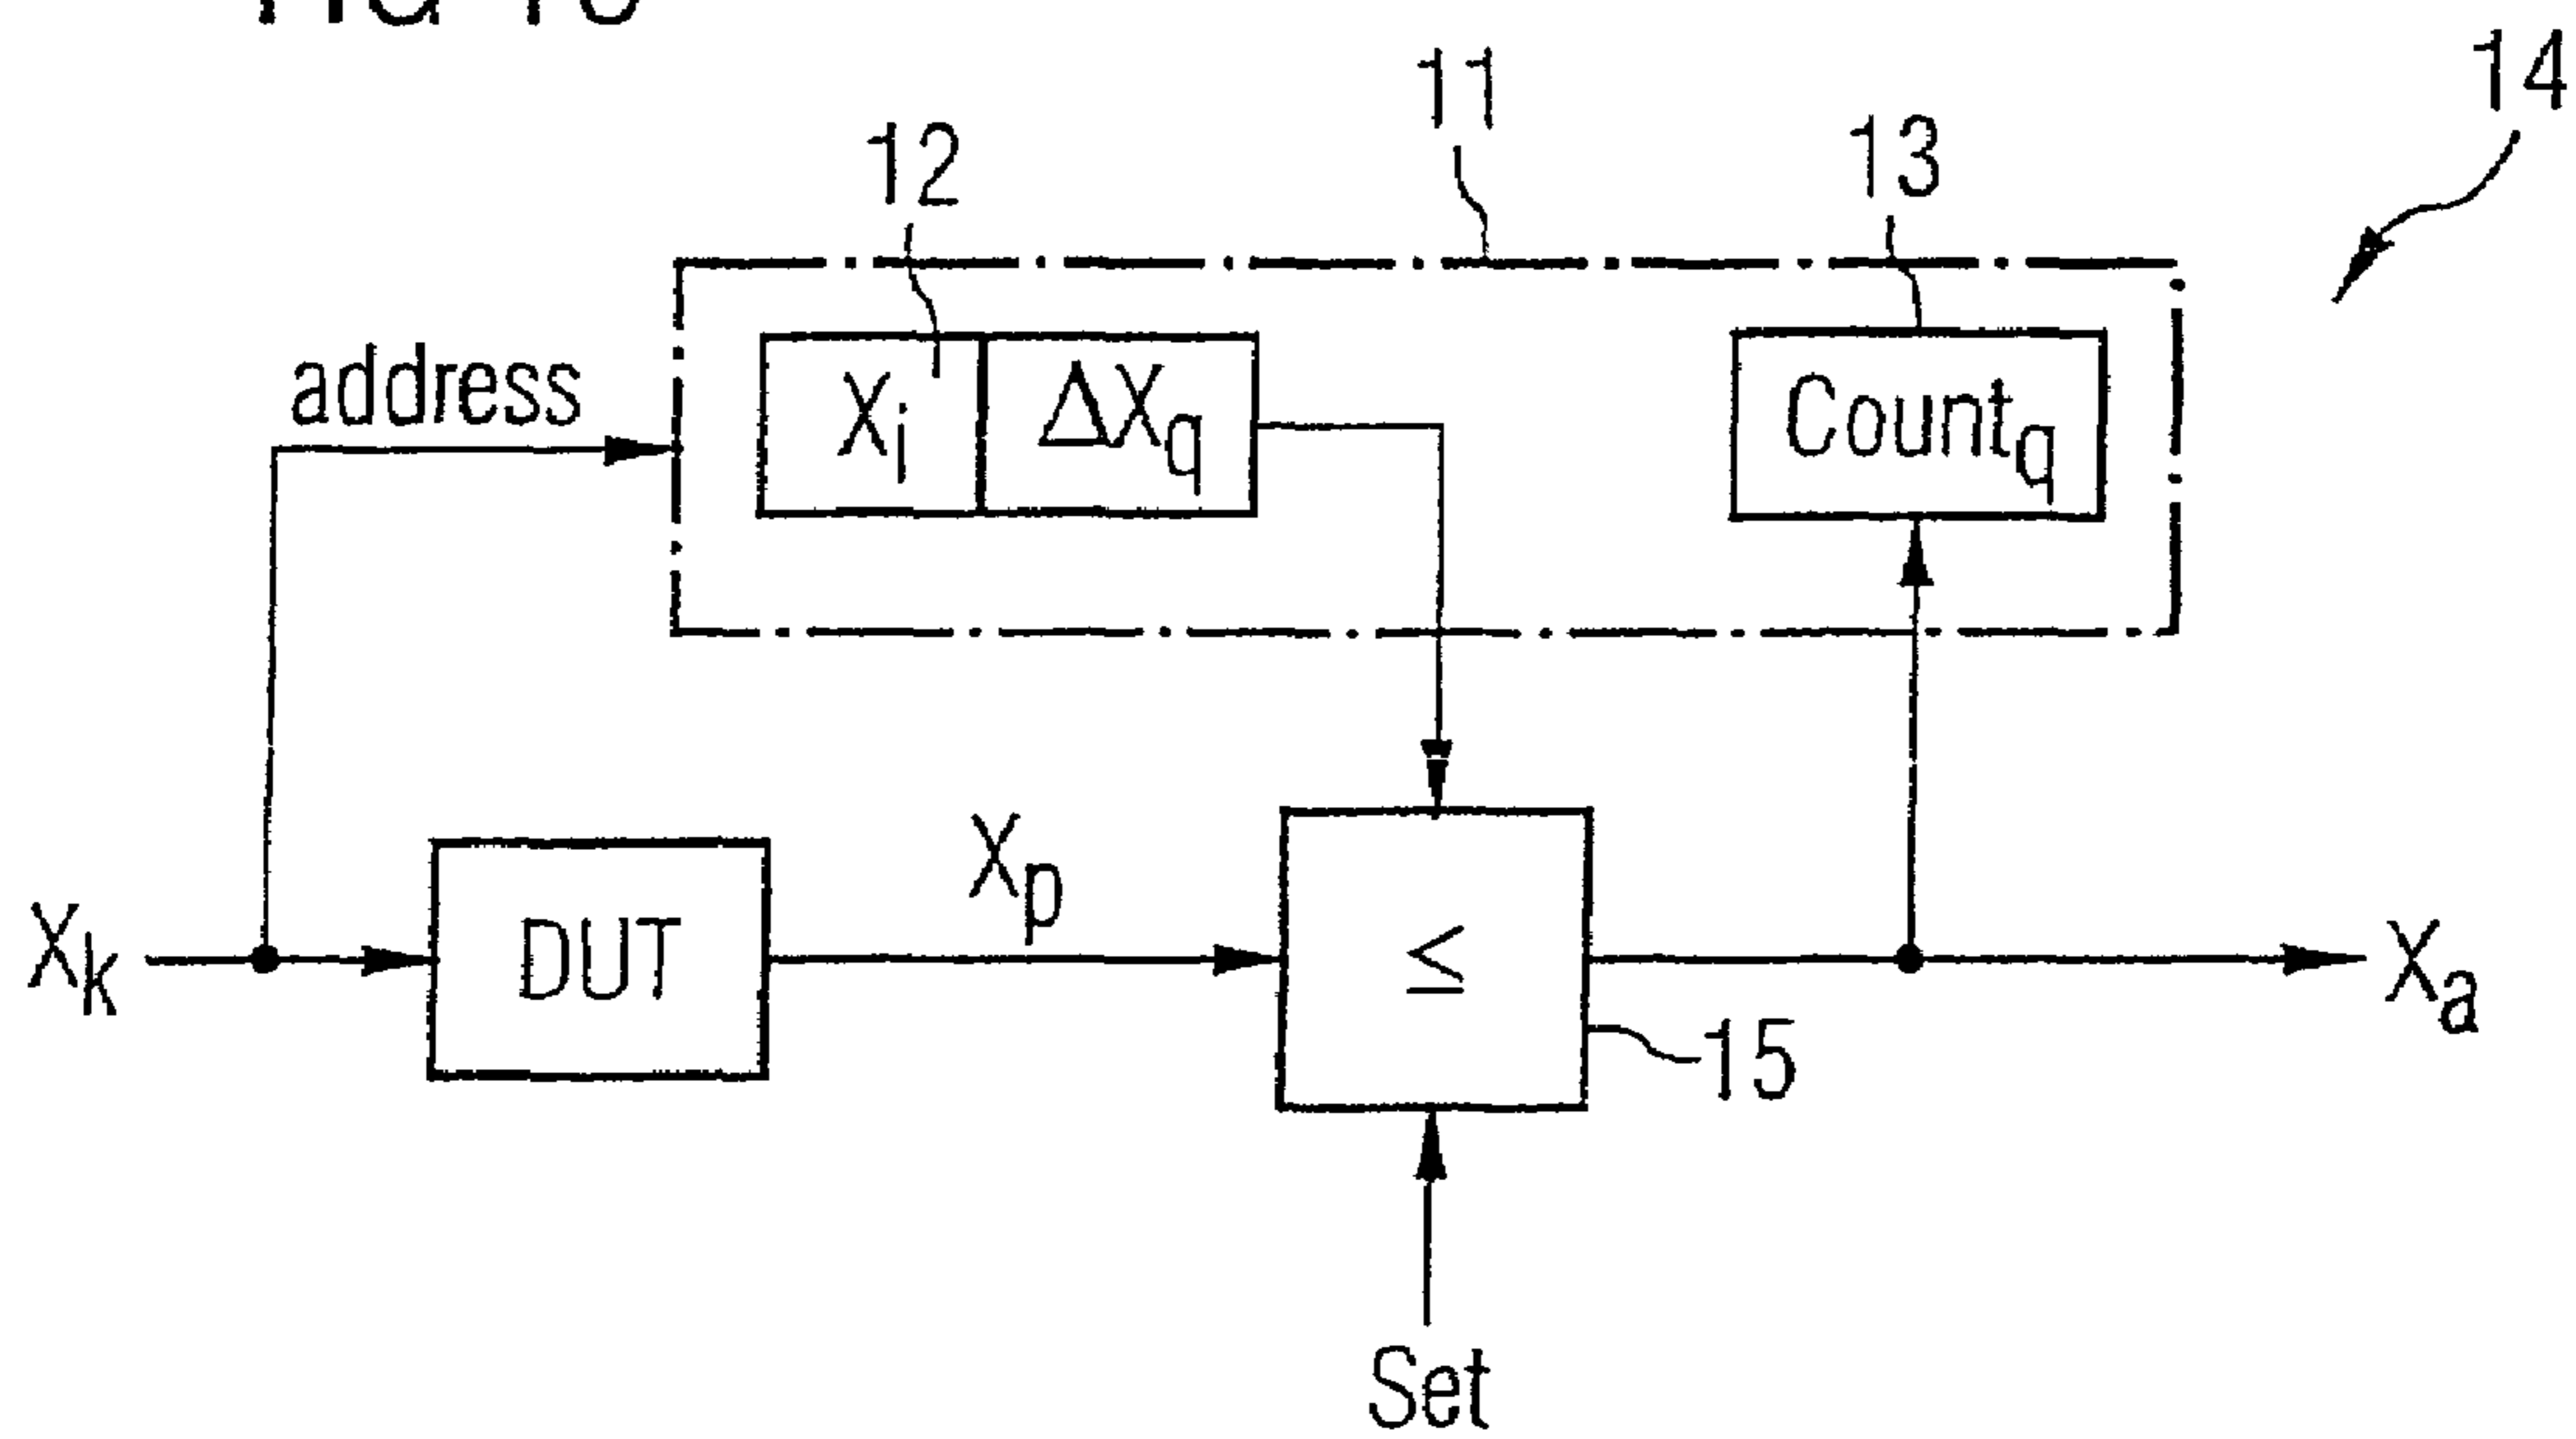 11
14
12
13
address
Xi ΔXq
Countq
Xk
DUT
Xp
≤
Xa
15
Set